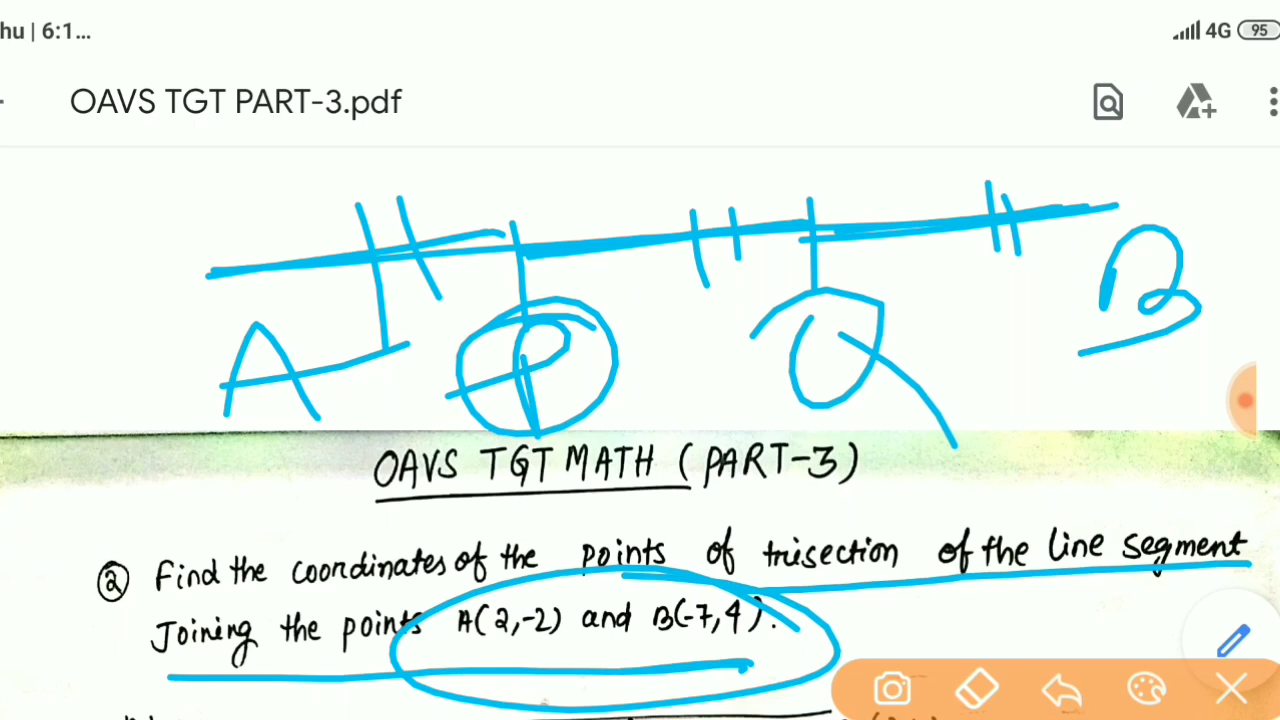 hu | 6:1...
4G 95
OAVS TGT PART-3.pdf
A P Q B
OAVS TGT MATH (PART-3)
② Find the coordinates of the points of trisection of the line segment
Joining the points A(2,-2) and B(-7,4).